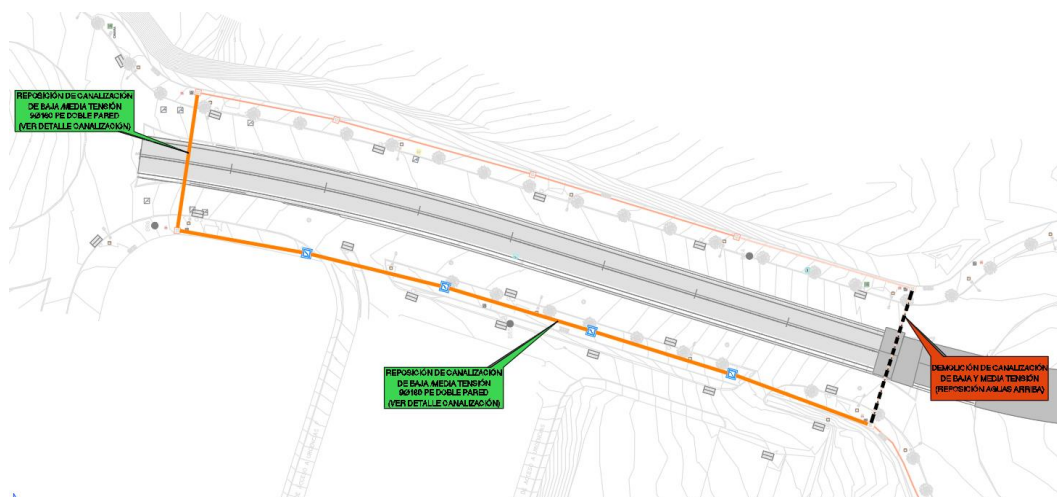 REPOSICIÓN DE CANALIZACIÓN
DE BAJA /MEDIA TENSIÓN
9Ø160 PE DOBLE PARED
(VER DETALLE CANALIZACIÓN)
REPOSICIÓN DE CANALIZACIÓN
DE BAJA /MEDIA TENSIÓN
9Ø160 PE DOBLE PARED
(VER DETALLE CANALIZACIÓN)
DEMOLICIÓN DE CANALIZACIÓN
DE BAJA Y MEDIA TENSIÓN
(REPOSICIÓN AGUAS ARRIBA)